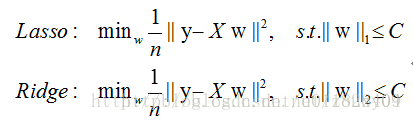 Lasso: min_w 1/n ‖ y – X w ‖², s.t. ‖ w ‖₁ ≤ C
Ridge: min_w 1/n ‖ y – X w ‖², s.t. ‖ w ‖₂ ≤ C